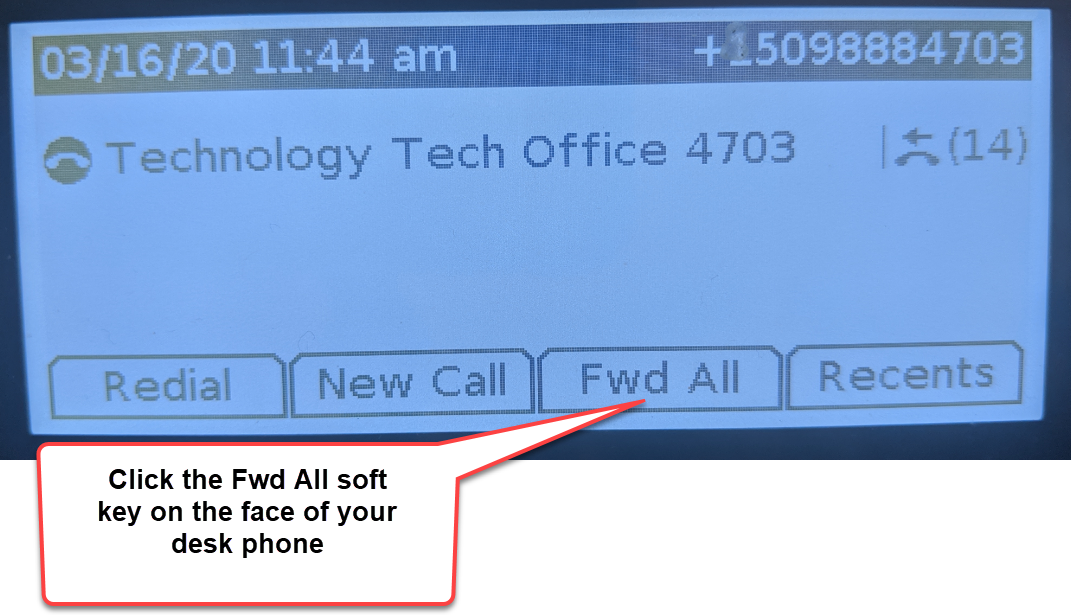 03/16/20 11:44 am +15098884703
Technology Tech Office 4703 (14)
Redial New Call Fwd All Recents
Click the Fwd All soft
key on the face of your
desk phone